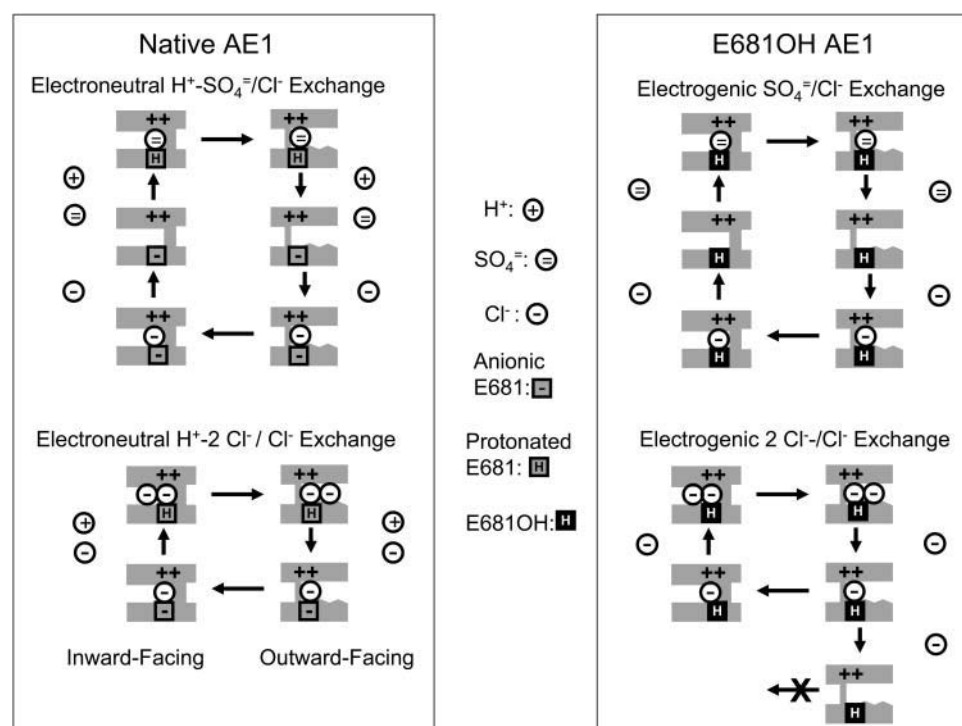 Native AE1
Electroneutral H⁺-SO₄⁼/Cl⁻ Exchange
++
=
H
++
=
H
+
=
++
-
++
-
+
=
-
++
-
-
++
-
-
-
Electroneutral H⁺-2 Cl⁻ / Cl⁻ Exchange
++
- -
H
++
- -
H
+
-
++
-
-
++
-
-
+
-
Inward-Facing Outward-Facing
H⁺: +
SO₄⁼: =
Cl⁻ : -
Anionic
E681: -
Protonated
E681: H
E681OH: H
E681OH AE1
Electrogenic SO₄⁼/Cl⁻ Exchange
++
=
H
++
=
H
=
++
H
++
H
=
-
++
-
H
++
-
H
-
Electrogenic 2 Cl⁻-/Cl⁻ Exchange
++
- -
H
++
- -
H
-
++
-
H
++
-
H
-
-
X
++
H